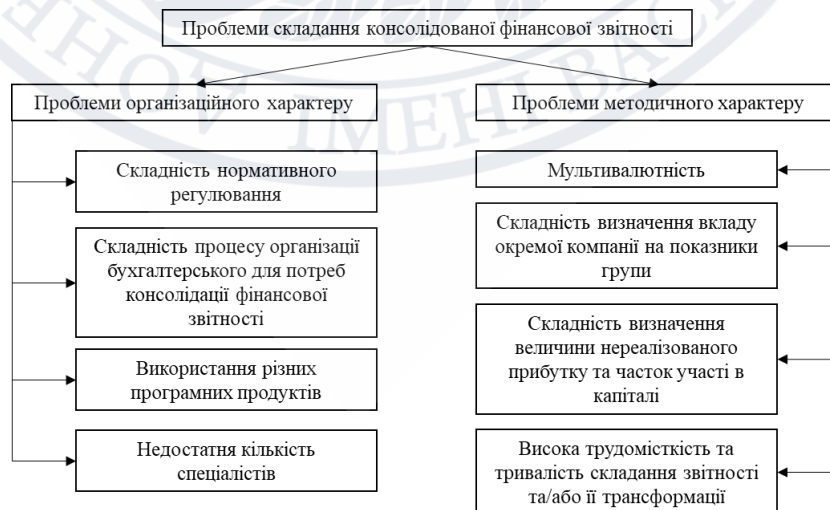 Проблеми складання консолідованої фінансової звітності
Проблеми організаційного характеру
Складність нормативного
регулювання
Складність процесу організації
бухгалтерського для потреб
консолідації фінансової
звітності
Використання різних
програмних продуктів
Недостатня кількість
спеціалістів
Проблеми методичного характеру
Мультивалютність
Складність визначення вкладу
окремої компанії на показники
групи
Складність визначення
величини нереалізованого
прибутку та часток участі в
капіталі
Висока трудомісткість та
тривалість складання звітності
та/або її трансформації
ІМЕНІ